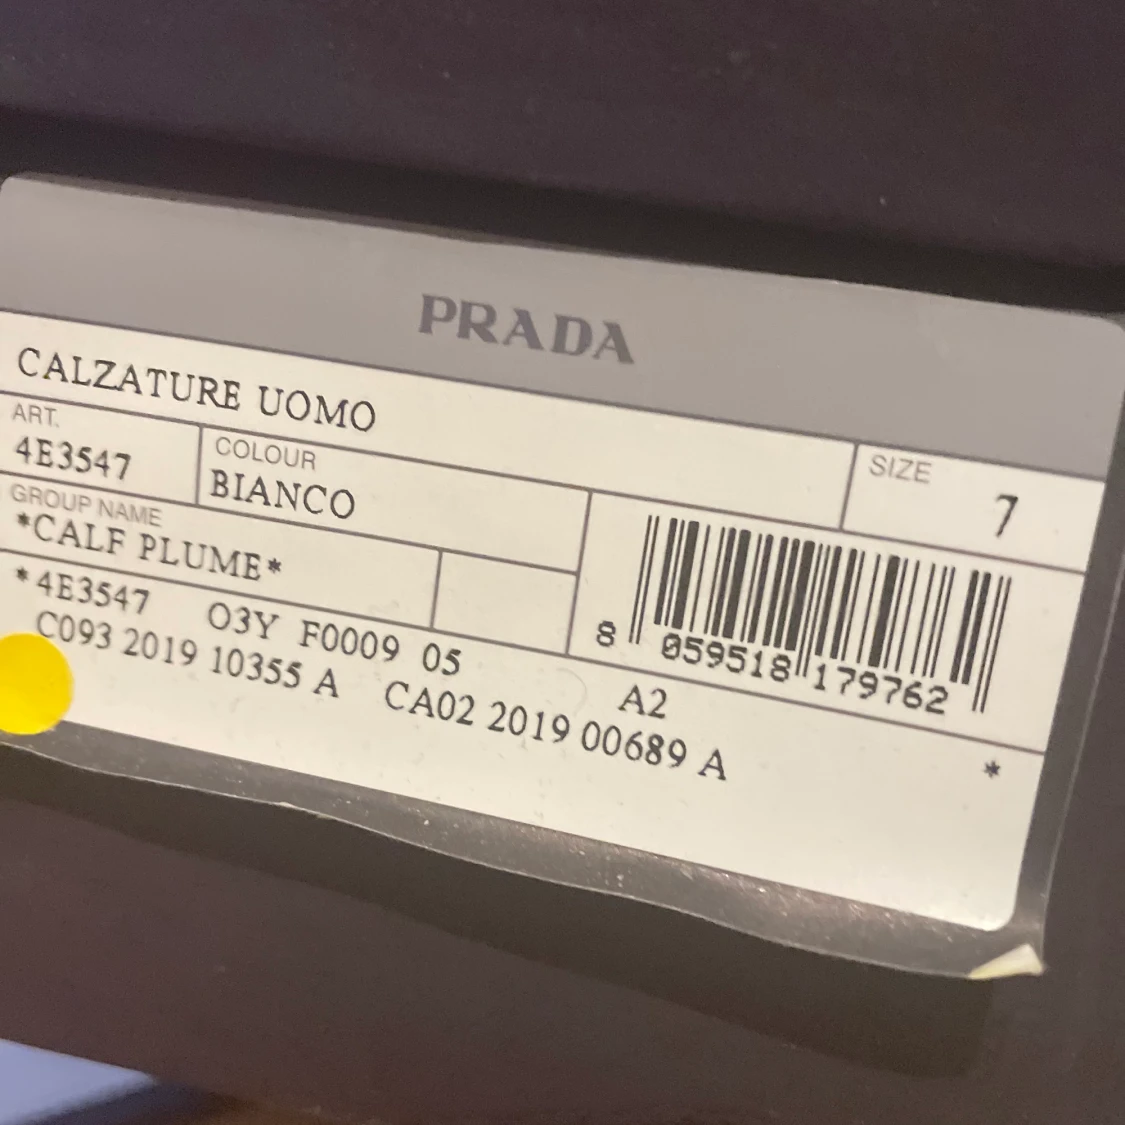 PRADA
CALZATURE UOMO
ART.
4E3547
COLOUR
BIANCO
SIZE
7
GROUP NAME
*CALF PLUME*
8 059518 179762
*4E3547 O3Y F0009 05 A2
C093 2019 10355 A CA02 2019 00689 A *